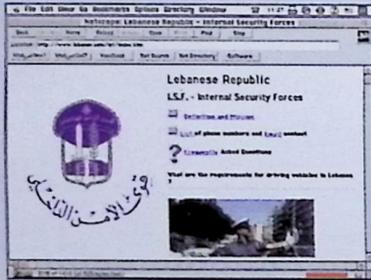 File Edit View Go Bookmarks Options Directory Window
Netscape: Lebanese Republic - Internal Security Forces
Back Home Reload Open Print Find Stop
What's New? What's Cool? Handbook Net Search Net Directory Software
Lebanese Republic
I.S.F. - Internal Security Forces
Definition and Mission
List of phone numbers and Email contact
Frequently Asked Questions
What are the requirements for driving vehicles in Lebanon
?
قوى الأمن الداخلي